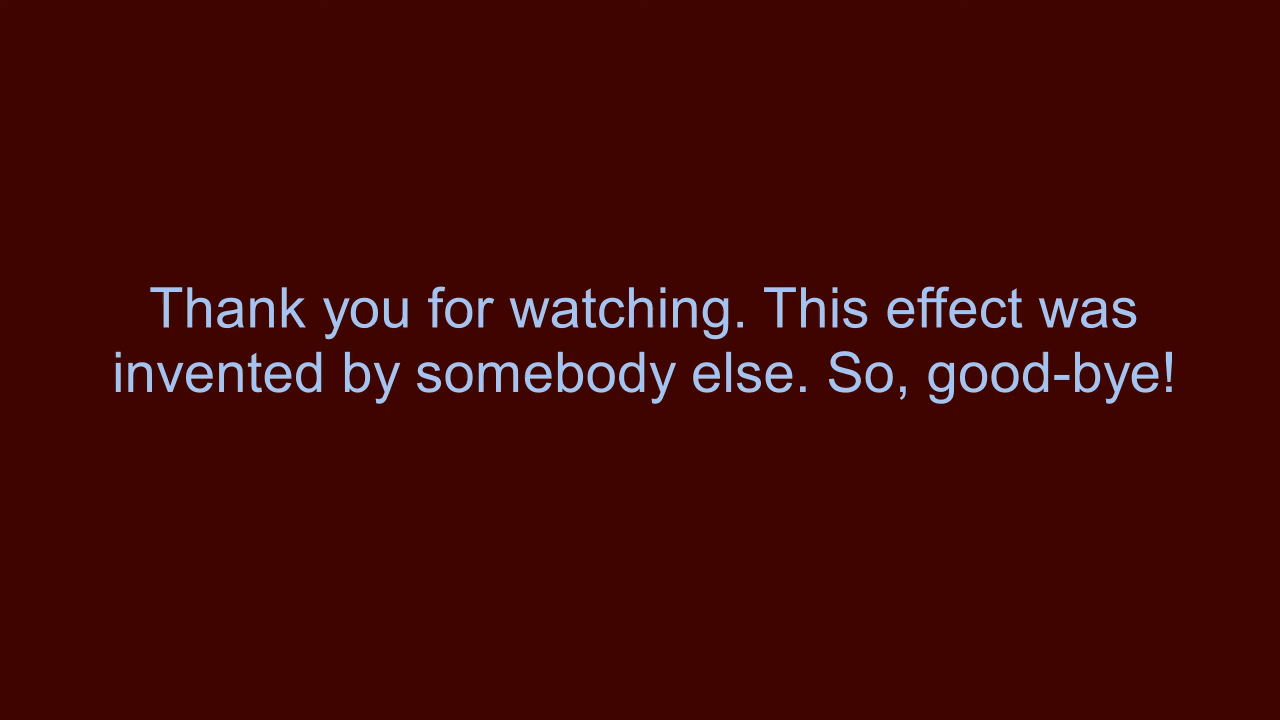 Thank you for watching. This effect was
invented by somebody else. So, good-bye!